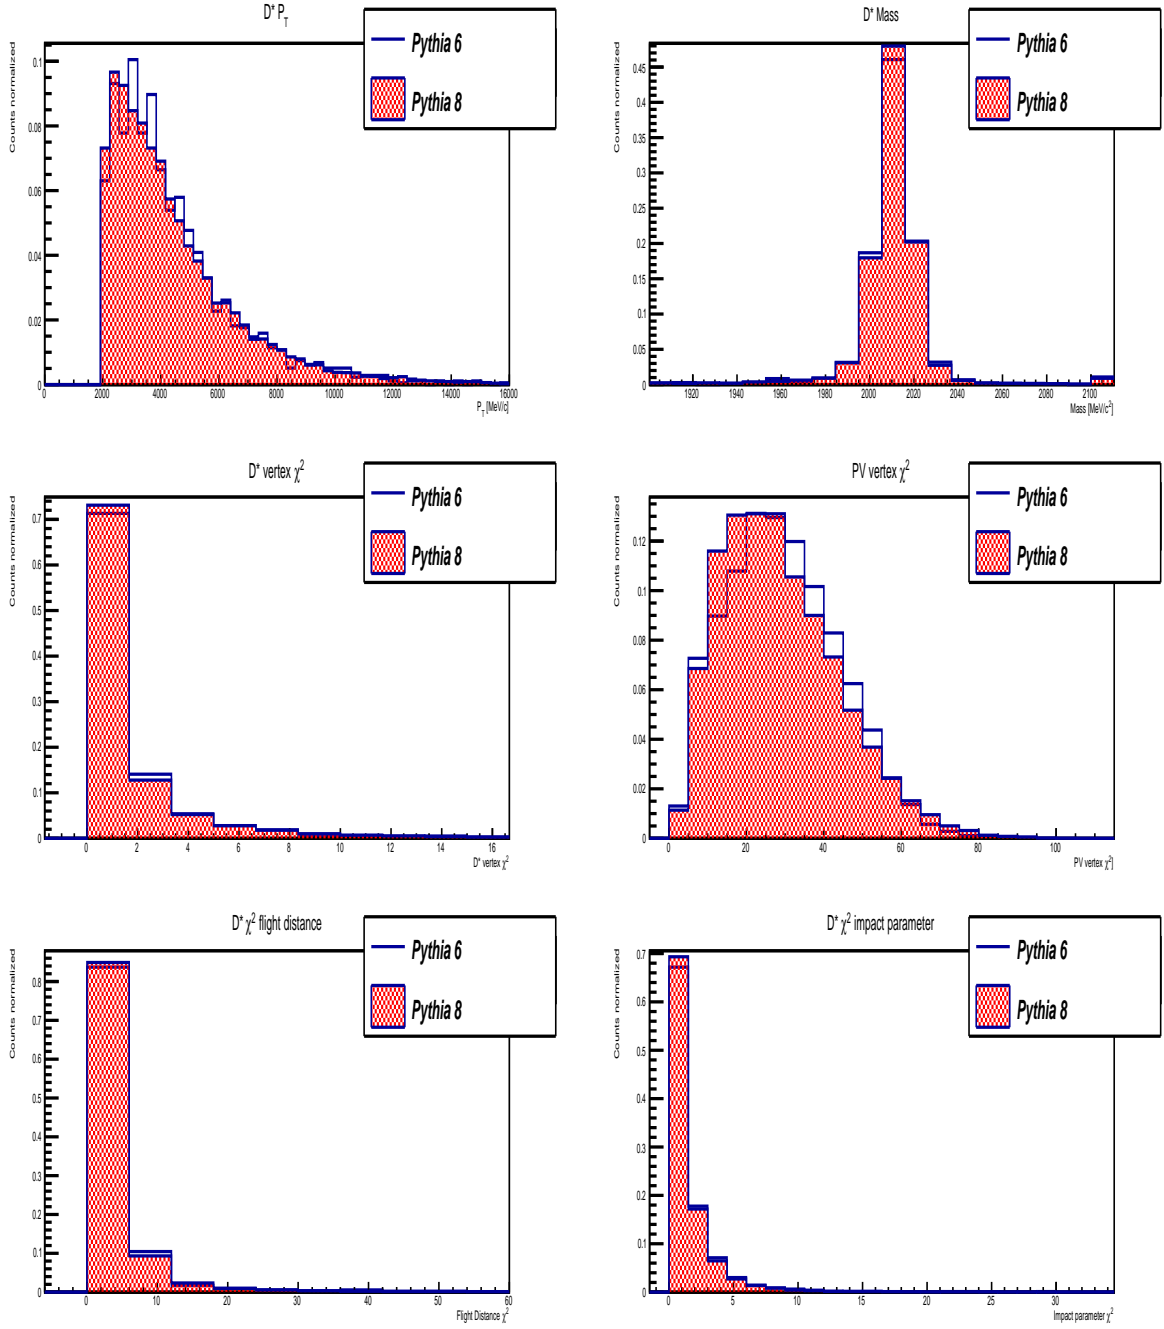 D* P_T
Counts normalized
Pythia 6
Pythia 8
0.1
0.08
0.06
0.04
0.02
0
0 2000 4000 6000 8000 10000 12000 14000 16000
P_T [MeV/c]
D* Mass
Counts normalized
Pythia 6
Pythia 8
0.45
0.4
0.35
0.3
0.25
0.2
0.15
0.1
0.05
0
1920 1940 1960 1980 2000 2020 2040 2060 2080 2100
Mass [MeV/c²]
D* vertex χ²
Counts normalized
Pythia 6
Pythia 8
0.7
0.6
0.5
0.4
0.3
0.2
0.1
0
0 2 4 6 8 10 12 14 16
D* vertex χ²
PV vertex χ²
Counts normalized
Pythia 6
Pythia 8
0.12
0.1
0.08
0.06
0.04
0.02
0
0 20 40 60 80 100
PV vertex χ²]
D* χ² flight distance
Counts normalized
Pythia 6
Pythia 8
0.8
0.7
0.6
0.5
0.4
0.3
0.2
0.1
0
0 10 20 30 40 50 60
Flight Distance χ²
D* χ² impact parameter
Counts normalized
Pythia 6
Pythia 8
0.7
0.6
0.5
0.4
0.3
0.2
0.1
0
0 5 10 15 20 25 30
Impact parameter χ²